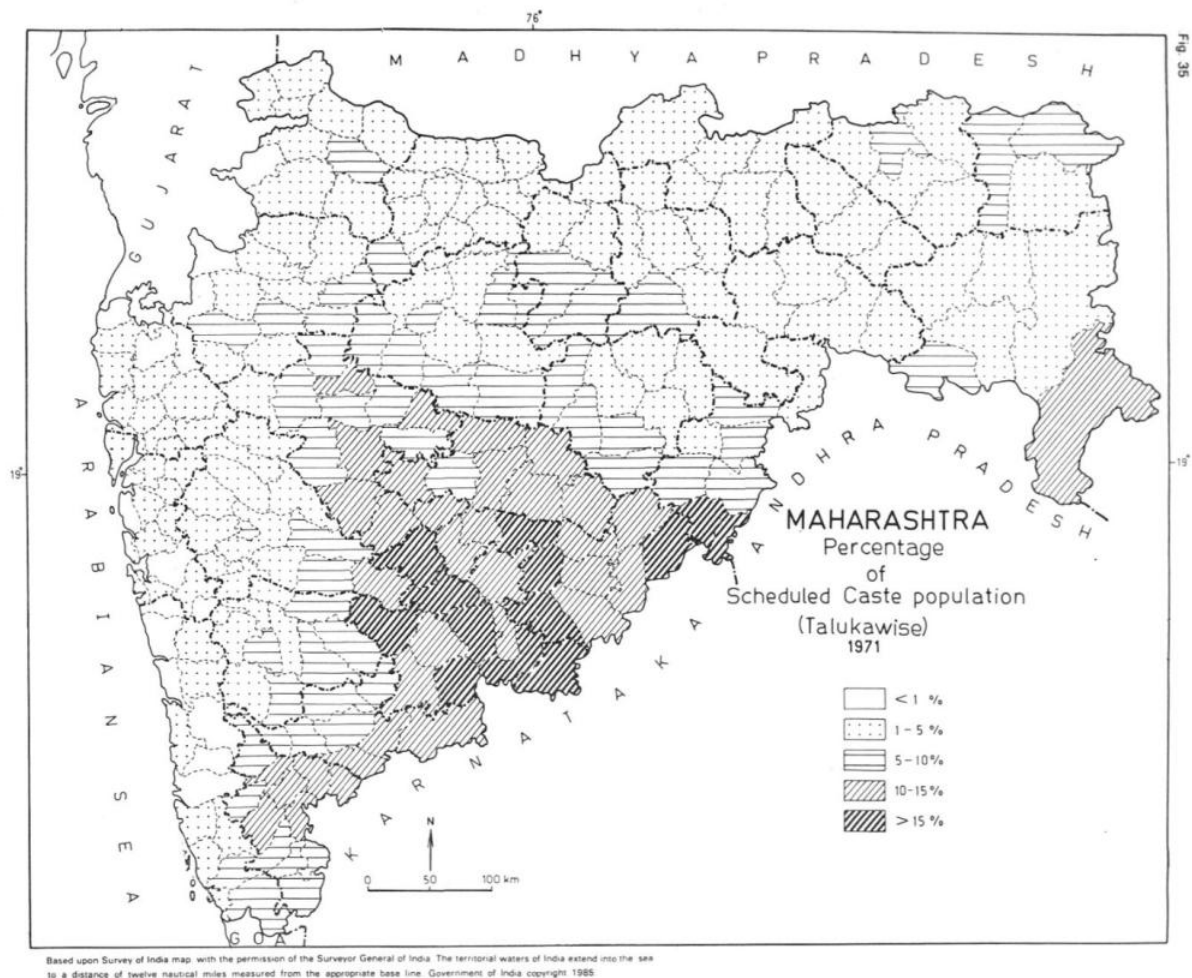 76°
Fig. 35
MADHYA PRADESH
GUJARAT
ARABIAN SEA
19°
19°
ANDHRA PRADESH
MAHARASHTRA
Percentage
of
Scheduled Caste population
(Talukawise)
1971
KARNATAKA
< 1 %
1-5 %
5-10%
10-15%
> 15 %
N
0 50 100 km
GOA
Based upon Survey of India map with the permission of the Surveyor General of India The territorial waters of India extend into the sea
to a distance of twelve nautical miles measured from the appropriate base line Government of India copyright 1985